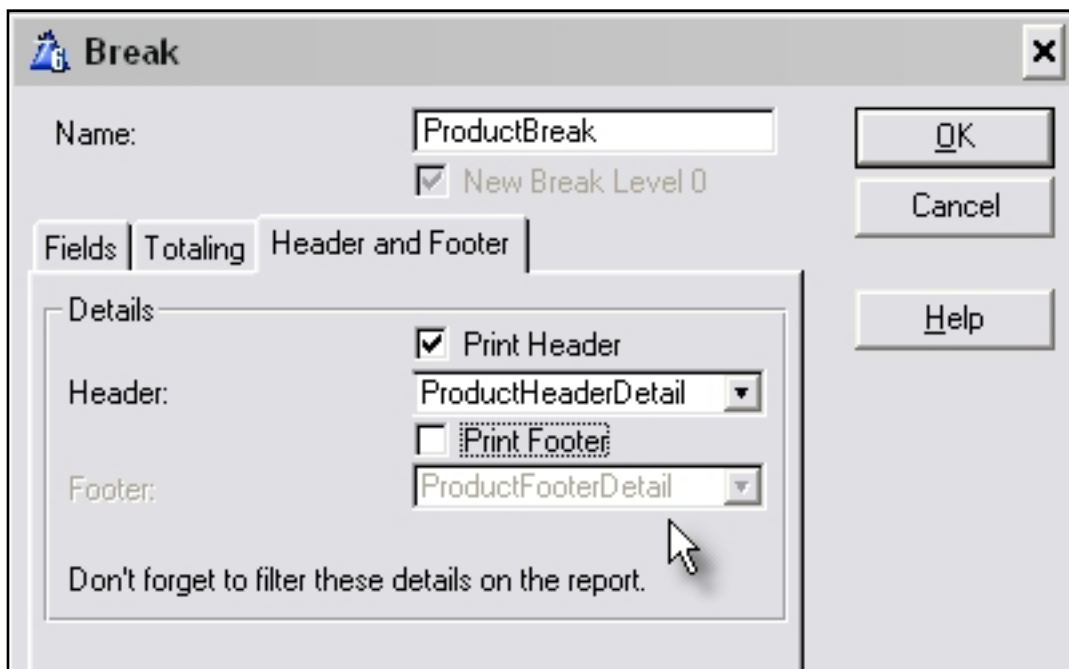 Break
Name:
ProductBreak
New Break Level 0
OK
Cancel
Help
Fields
Totaling
Header and Footer
Details
Print Header
Header:
ProductHeaderDetail
Print Footer
Footer:
ProductFooterDetail
Don't forget to filter these details on the report.